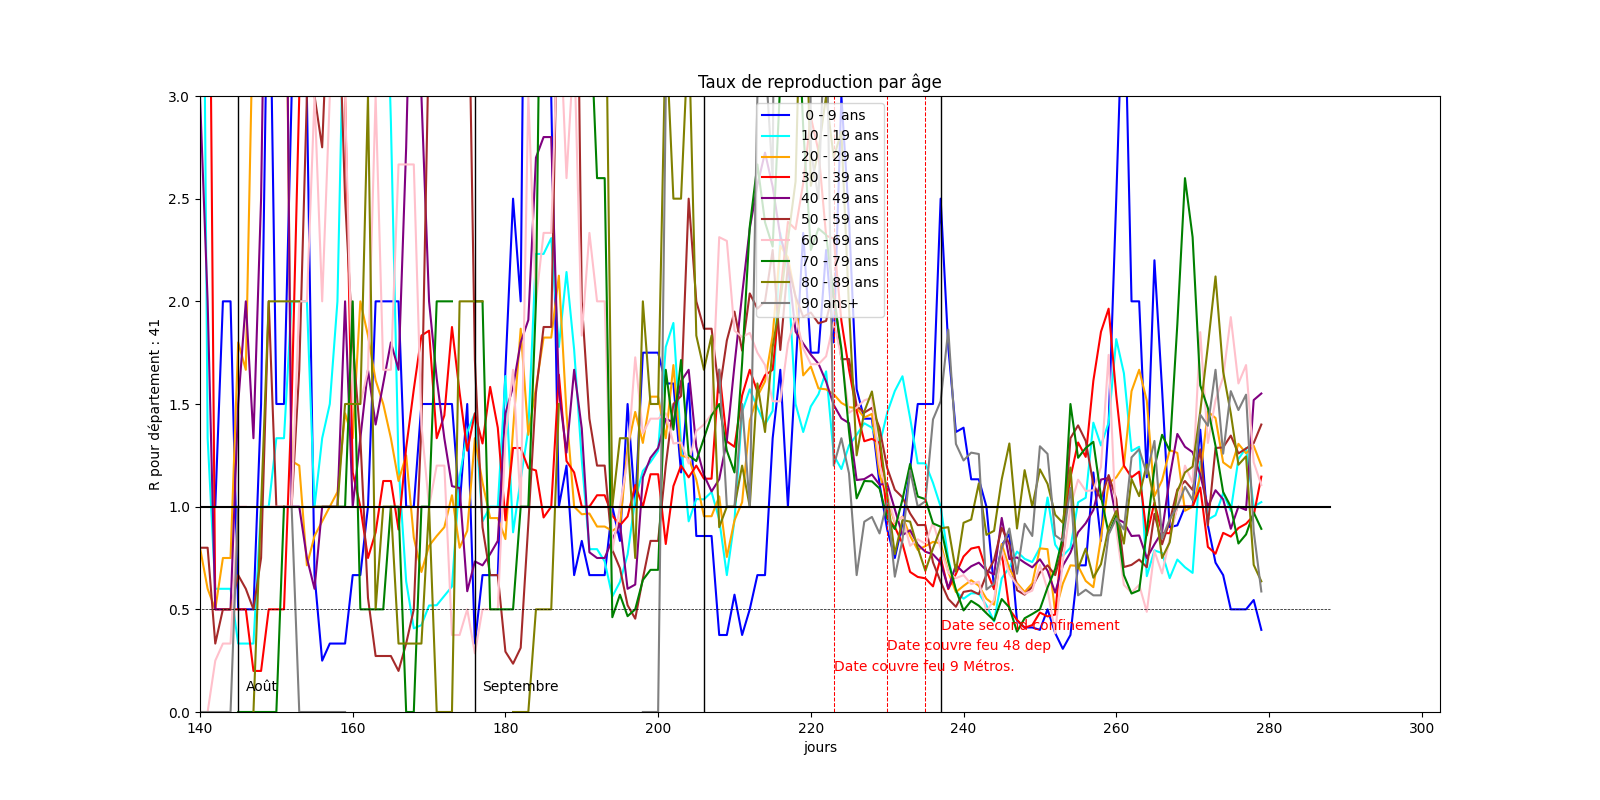 Taux de reproduction par âge
R pour département : 41
3.0
2.5
2.0
1.5
1.0
0.5
0.0
0 - 9 ans
10 - 19 ans
20 - 29 ans
30 - 39 ans
40 - 49 ans
50 - 59 ans
60 - 69 ans
70 - 79 ans
80 - 89 ans
90 ans+
Date second confinement
Date couvre feu 48 dep
Date couvre feu 9 Métros.
Août
Septembre
140
160
180
200
220
240
260
280
300
jours